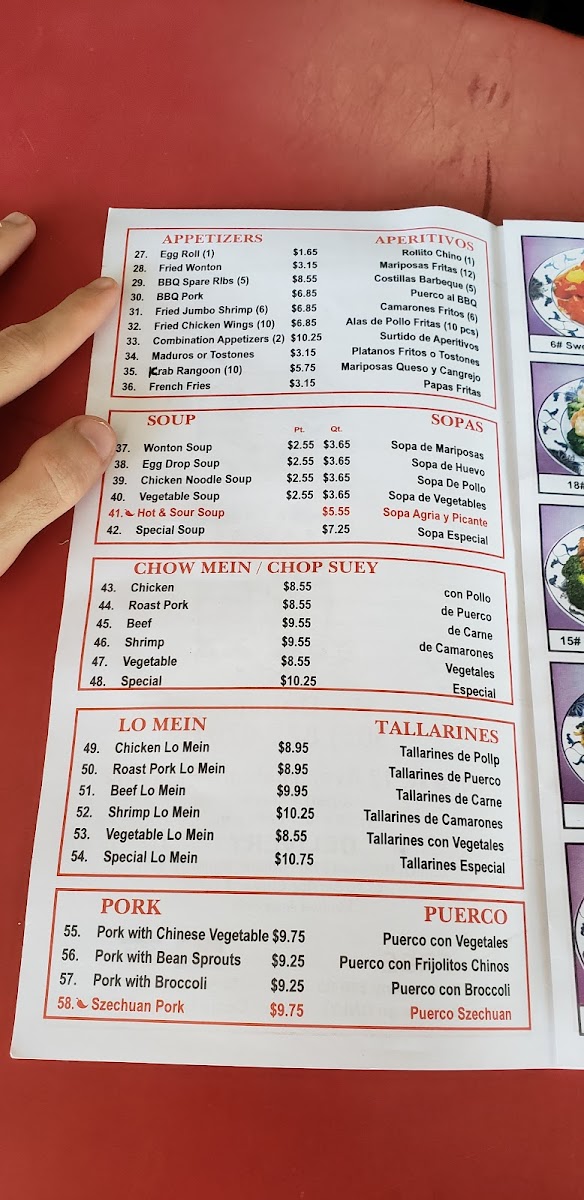 APPETIZERS APERITIVOS
27. Egg Roll (1) $1.65 Rollito Chino (1)
28. Fried Wonton $3.15 Mariposas Fritas (12)
29. BBQ Spare RIbs (5) $8.55 Costillas Barbeque (5)
30. BBQ Pork $6.85 Puerco al BBQ
31. Fried Jumbo Shrimp (6) $6.85 Camarones Fritos (6)
32. Fried Chicken Wings (10) $6.85 Alas de Pollo Fritas (10 pcs)
33. Combination Appetizers (2) $10.25 Surtido de Aperitivos
34. Maduros or Tostones $3.15 Platanos Fritos o Tostones
35. Krab Rangoon (10) $5.75 Mariposas Queso y Cangrejo
36. French Fries $3.15 Papas Fritas
SOUP SOPAS
Pt. Qt.
37. Wonton Soup $2.55 $3.65 Sopa de Mariposas
38. Egg Drop Soup $2.55 $3.65 Sopa de Huevo
39. Chicken Noodle Soup $2.55 $3.65 Sopa De Pollo
40. Vegetable Soup $2.55 $3.65 Sopa de Vegetables
41. Hot & Sour Soup $5.55 Sopa Agria y Picante
42. Special Soup $7.25 Sopa Especial
CHOW MEIN / CHOP SUEY
43. Chicken $8.55 con Pollo
44. Roast Pork $8.55 de Puerco
45. Beef $9.55 de Carne
46. Shrimp $9.55 de Camarones
47. Vegetable $8.55 Vegetales
48. Special $10.25 Especial
LO MEIN TALLARINES
49. Chicken Lo Mein $8.95 Tallarines de Pollp
50. Roast Pork Lo Mein $8.95 Tallarines de Puerco
51. Beef Lo Mein $9.95 Tallarines de Carne
52. Shrimp Lo Mein $10.25 Tallarines de Camarones
53. Vegetable Lo Mein $8.55 Tallarines con Vegetales
54. Special Lo Mein $10.75 Tallarines Especial
PORK PUERCO
55. Pork with Chinese Vegetable $9.75 Puerco con Vegetales
56. Pork with Bean Sprouts $9.25 Puerco con Frijolitos Chinos
57. Pork with Broccoli $9.25 Puerco con Broccoli
58. Szechuan Pork $9.75 Puerco Szechuan
6# Swe
18#
15#